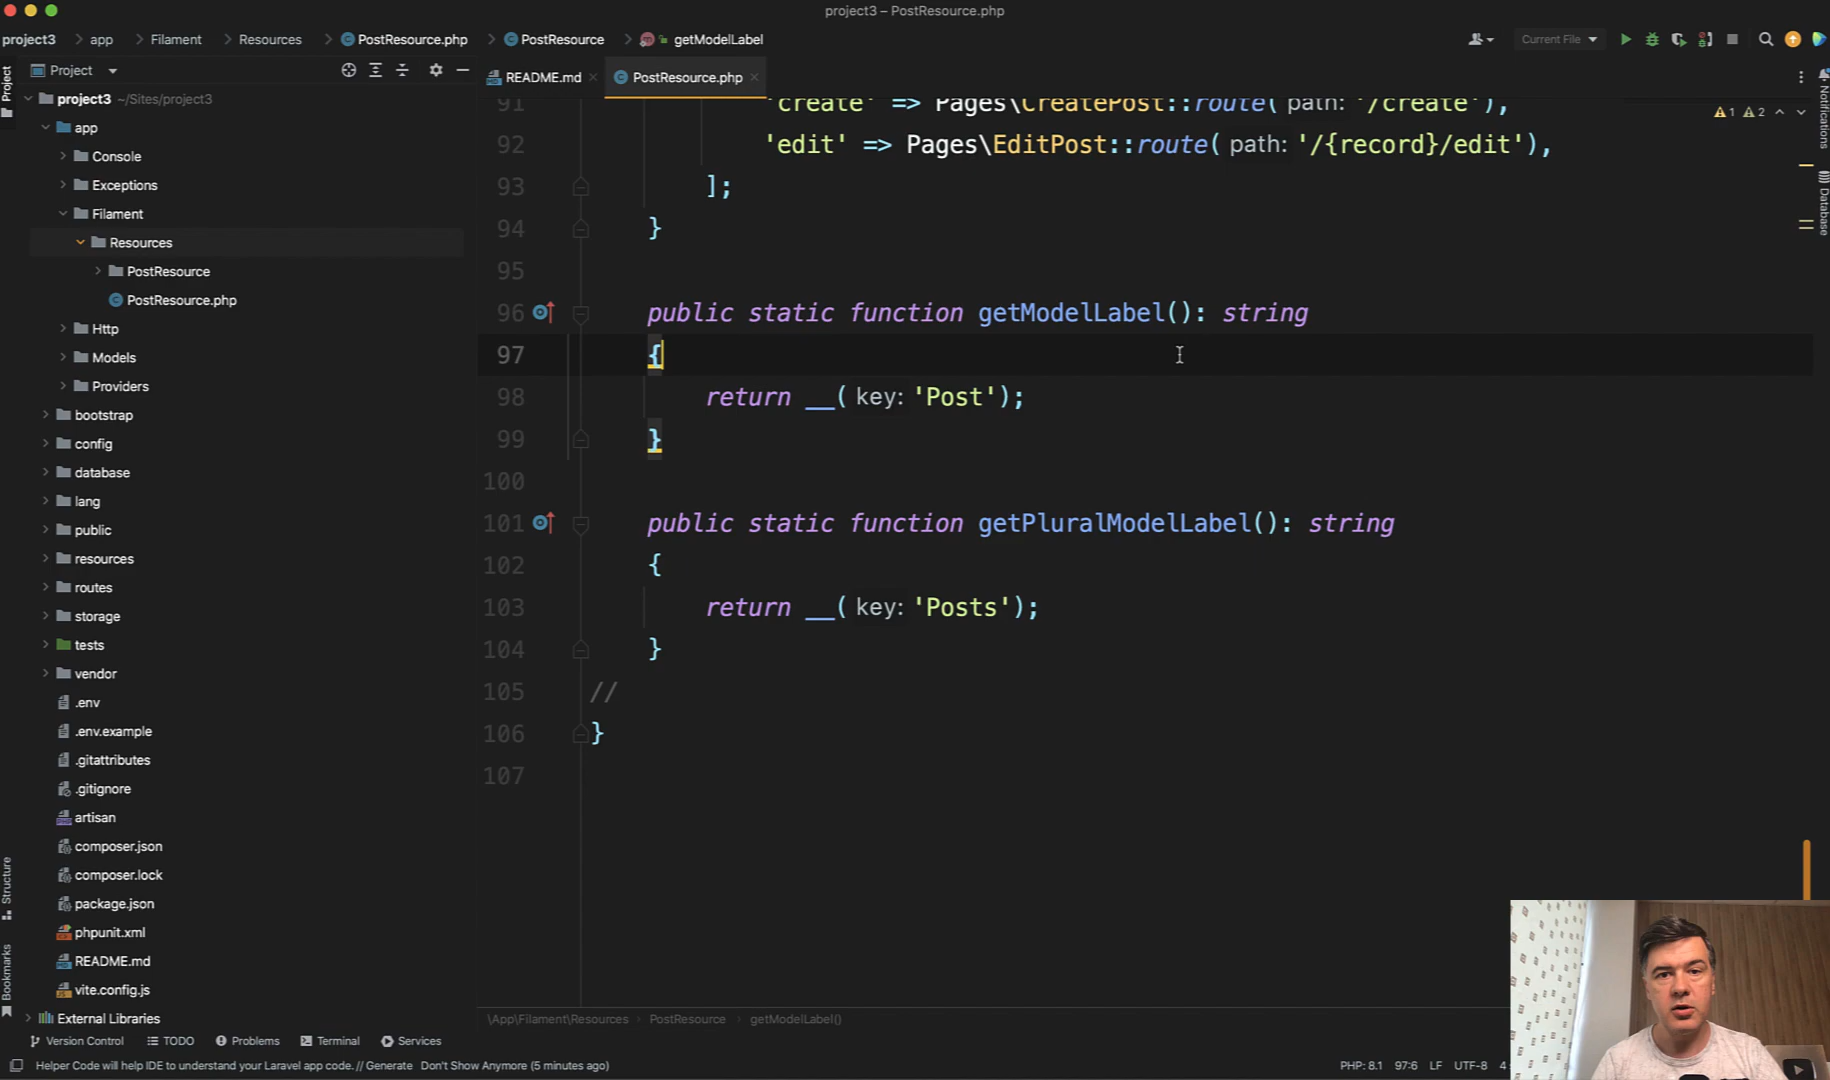 project3 – PostResource.php
project3 > app > Filament > Resources > PostResource.php > PostResource > getModelLabel
Current File
Project
README.md
PostResource.php
project3 ~/Sites/project3
app
Console
Exceptions
Filament
Resources
PostResource
PostResource.php
Http
Models
Providers
bootstrap
config
database
lang
public
resources
routes
storage
tests
vendor
.env
.env.example
.gitattributes
.gitignore
artisan
composer.json
composer.lock
package.json
phpunit.xml
README.md
vite.config.js
External Libraries
Project
Structure
Bookmarks
91 'create' => Pages\CreatePost::route( path: '/create'),
92 'edit' => Pages\EditPost::route( path: '/{record}/edit'),
93 ];
94 }
95
96 public static function getModelLabel(): string
97 {
98 return __( key: 'Post');
99 }
100
101 public static function getPluralModelLabel(): string
102 {
103 return __( key: 'Posts');
104 }
105 //
106 }
107
1 2
Notifications
Database
\App\Filament\Resources > PostResource > getModelLabel()
Version Control TODO Problems Terminal Services
Helper Code will help IDE to understand your Laravel app code. // Generate Don't Show Anymore (5 minutes ago)
PHP: 8.1 97:6 LF UTF-8 4